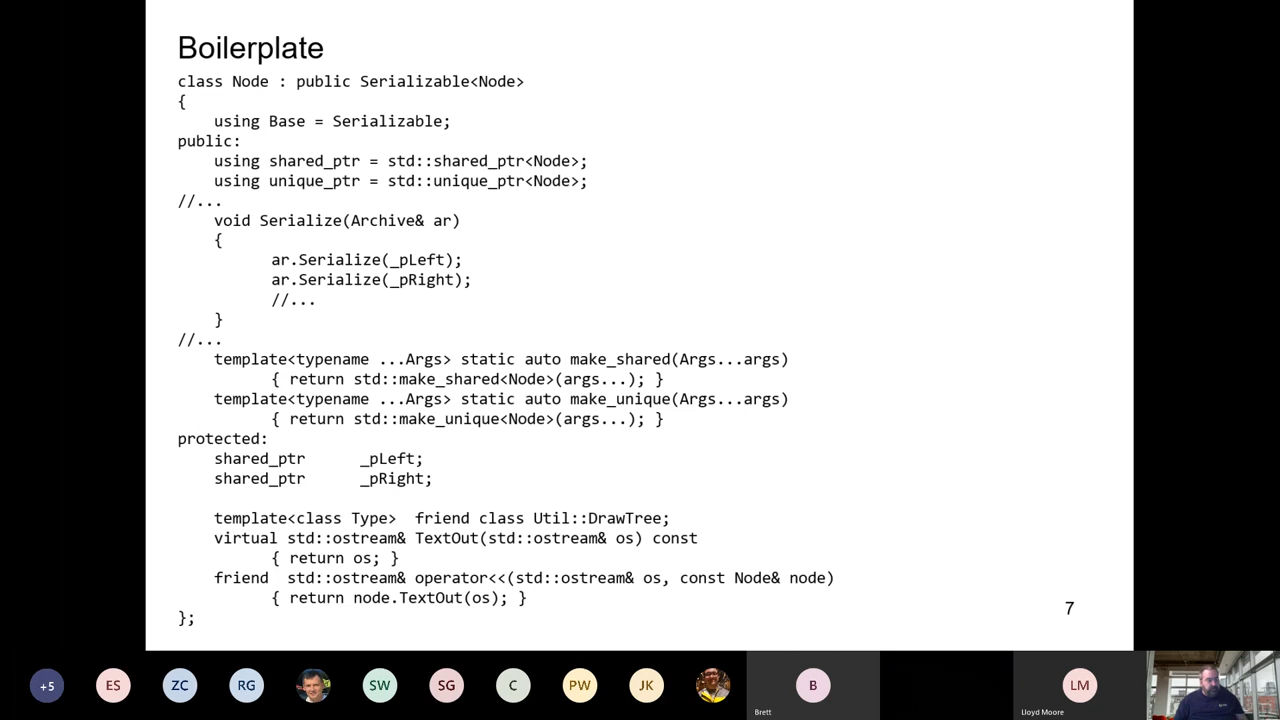 Boilerplate
class Node : public Serializable<Node>
{
using Base = Serializable;
public:
using shared_ptr = std::shared_ptr<Node>;
using unique_ptr = std::unique_ptr<Node>;
//...
void Serialize(Archive& ar)
{
ar.Serialize(_pLeft);
ar.Serialize(_pRight);
//...
}
//...
template<typename ...Args> static auto make_shared(Args...args)
{ return std::make_shared<Node>(args...); }
template<typename ...Args> static auto make_unique(Args...args)
{ return std::make_unique<Node>(args...); }
protected:
shared_ptr _pLeft;
shared_ptr _pRight;
template<class Type> friend class Util::DrawTree;
virtual std::ostream& TextOut(std::ostream& os) const
{ return os; }
friend std::ostream& operator<<(std::ostream& os, const Node& node)
{ return node.TextOut(os); }
};
7
+5 ES ZC RG SW SG C PW JK B LM
Brett Lloyd Moore